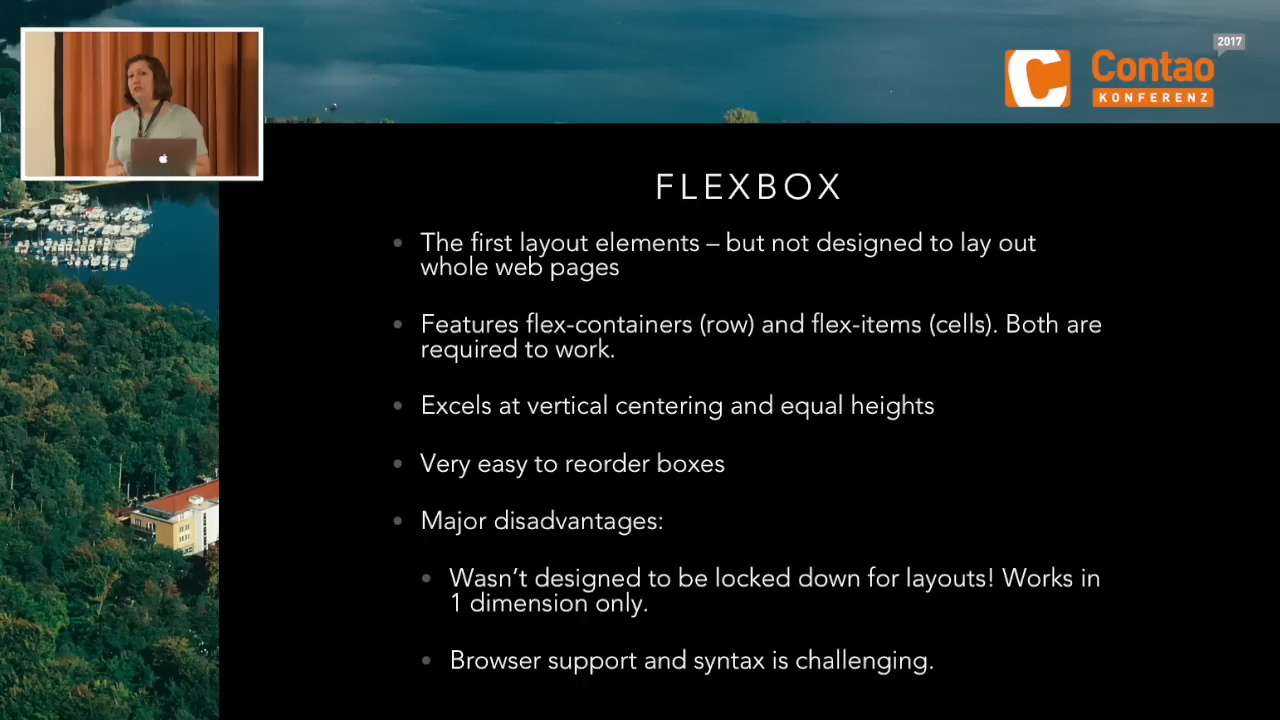 2017
Contao
KONFERENZ
FLEXBOX
• The first layout elements – but not designed to lay out
whole web pages
• Features flex-containers (row) and flex-items (cells). Both are
required to work.
• Excels at vertical centering and equal heights
• Very easy to reorder boxes
• Major disadvantages:
• Wasn’t designed to be locked down for layouts! Works in
1 dimension only.
• Browser support and syntax is challenging.